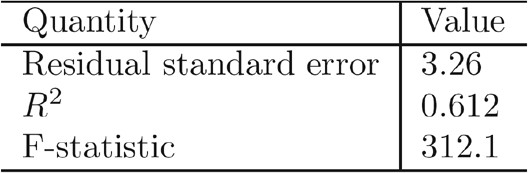 Quantity Value
Residual standard error 3.26
R² 0.612
F-statistic 312.1